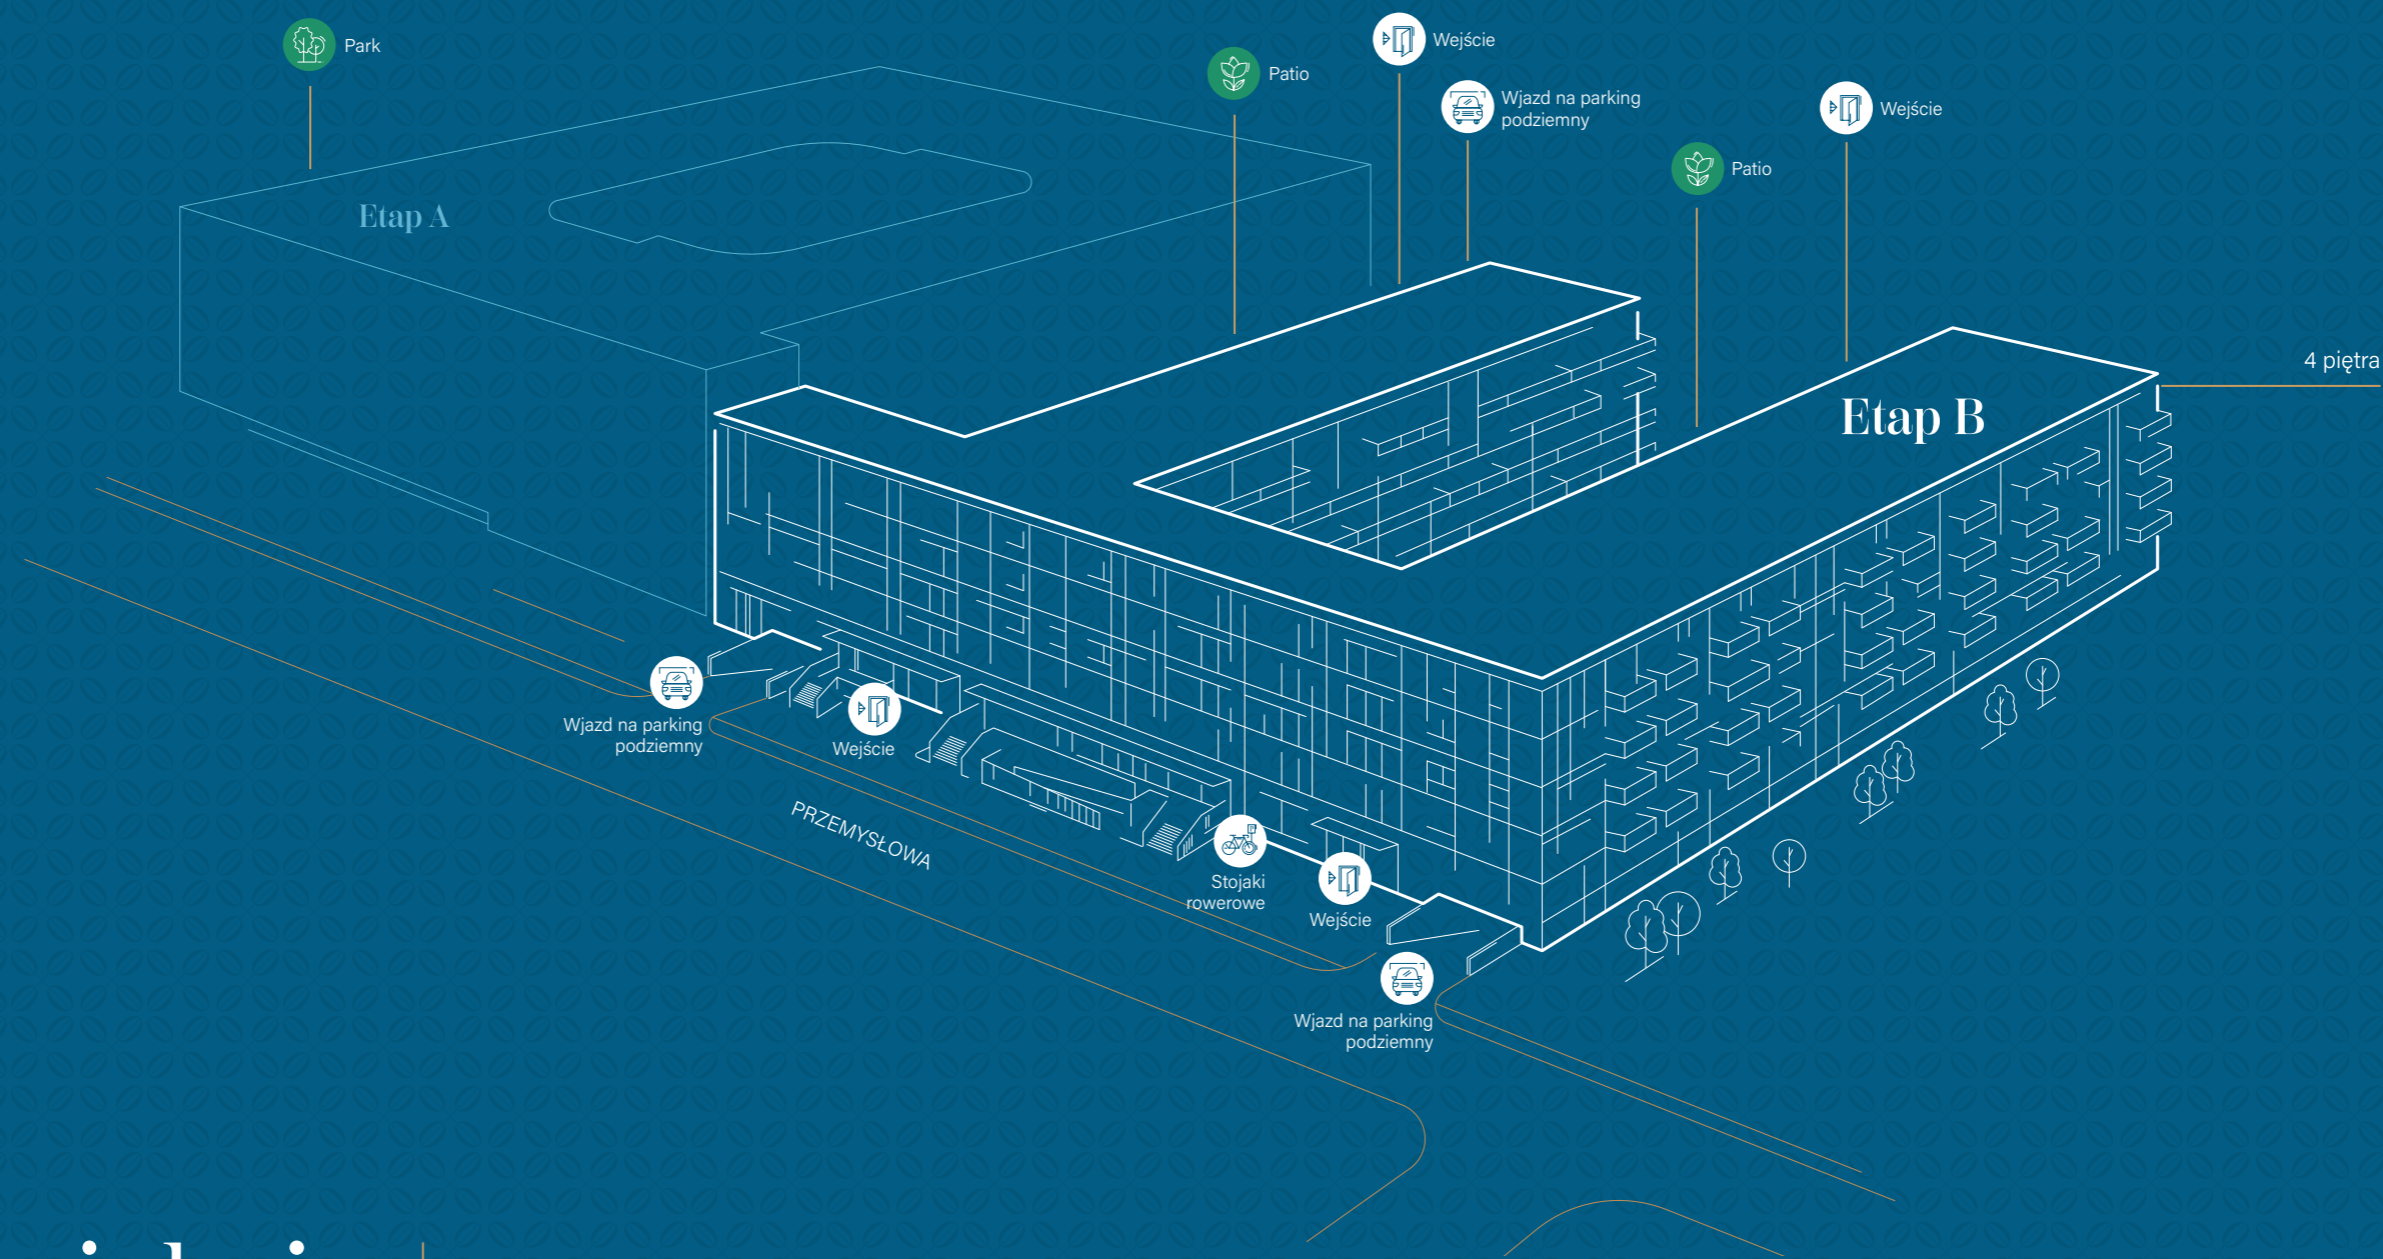 Park
Wejście
Patio
Wjazd na parking
podziemny
Wejście
Patio
Etap A
4 piętra
Etap B
Wjazd na parking
podziemny
Wejście
PRZEMYSŁOWA
Stojaki
rowerowe
Wejście
Wjazd na parking
podziemny